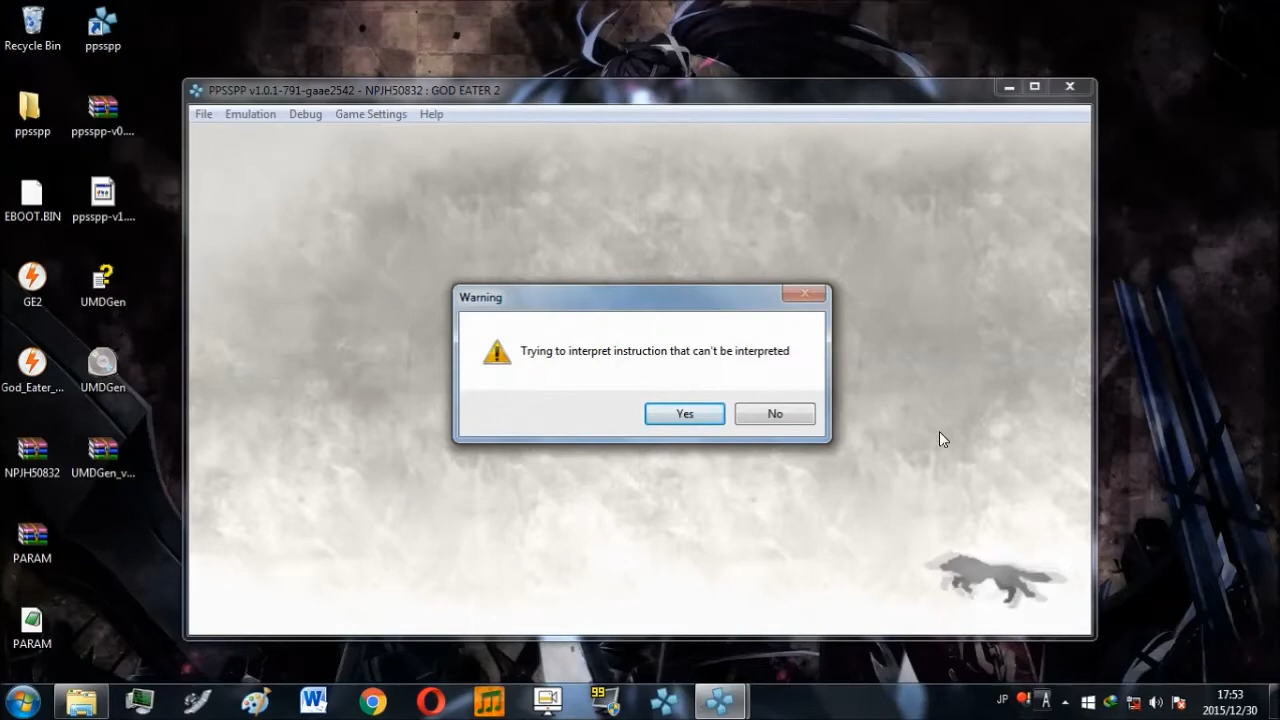 Recycle Bin
ppsspp
PPSSPP v1.0.1-791-gaae2542 - NPJH50832 : GOD EATER 2
File Emulation Debug Game Settings Help
ppsspp
ppsspp-v0....
EBOOT.BIN
ppsspp-v1....
Warning
Trying to interpret instruction that can't be interpreted
Yes
No
GE2
UMDGen
God_Eater_...
UMDGen
NPJH50832
UMDGen_v...
PARAM
PARAM
99
JP
A
17:53
2015/12/30